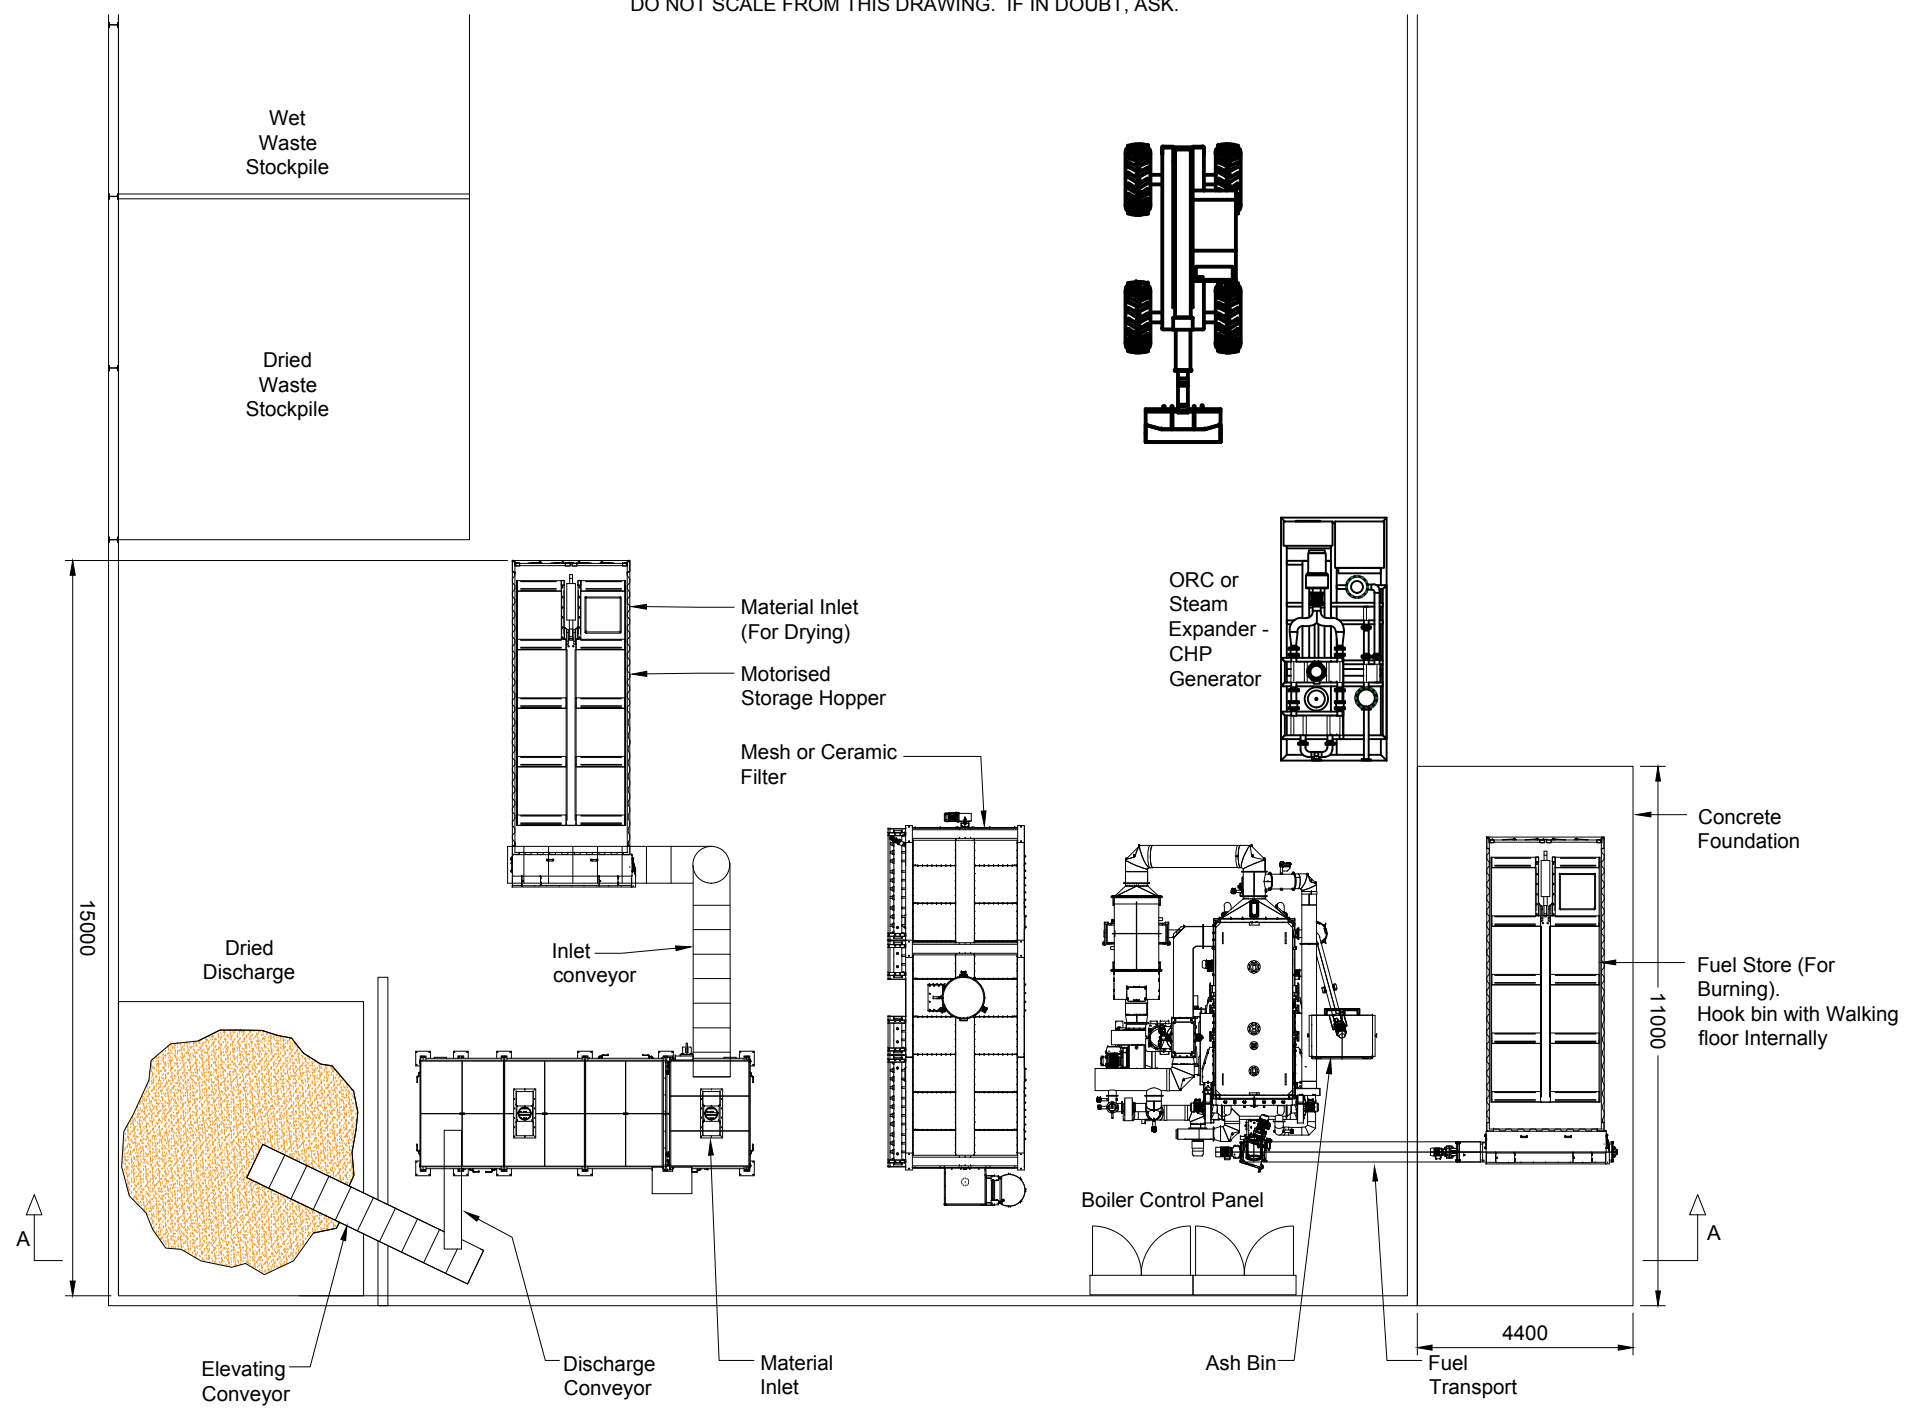 DO NOT SCALE FROM THIS DRAWING. IF IN DOUBT, ASK.
Wet
Waste
Stockpile
Dried
Waste
Stockpile
Material Inlet
(For Drying)
Motorised
Storage Hopper
Mesh or Ceramic
Filter
ORC or
Steam
Expander -
CHP
Generator
Concrete
Foundation
15000
Dried
Discharge
Inlet
conveyor
Fuel Store (For
Burning).
Hook bin with Walking
floor Internally
11000
Boiler Control Panel
A
A
4400
Elevating
Conveyor
Discharge
Conveyor
Material
Inlet
Ash Bin
Fuel
Transport